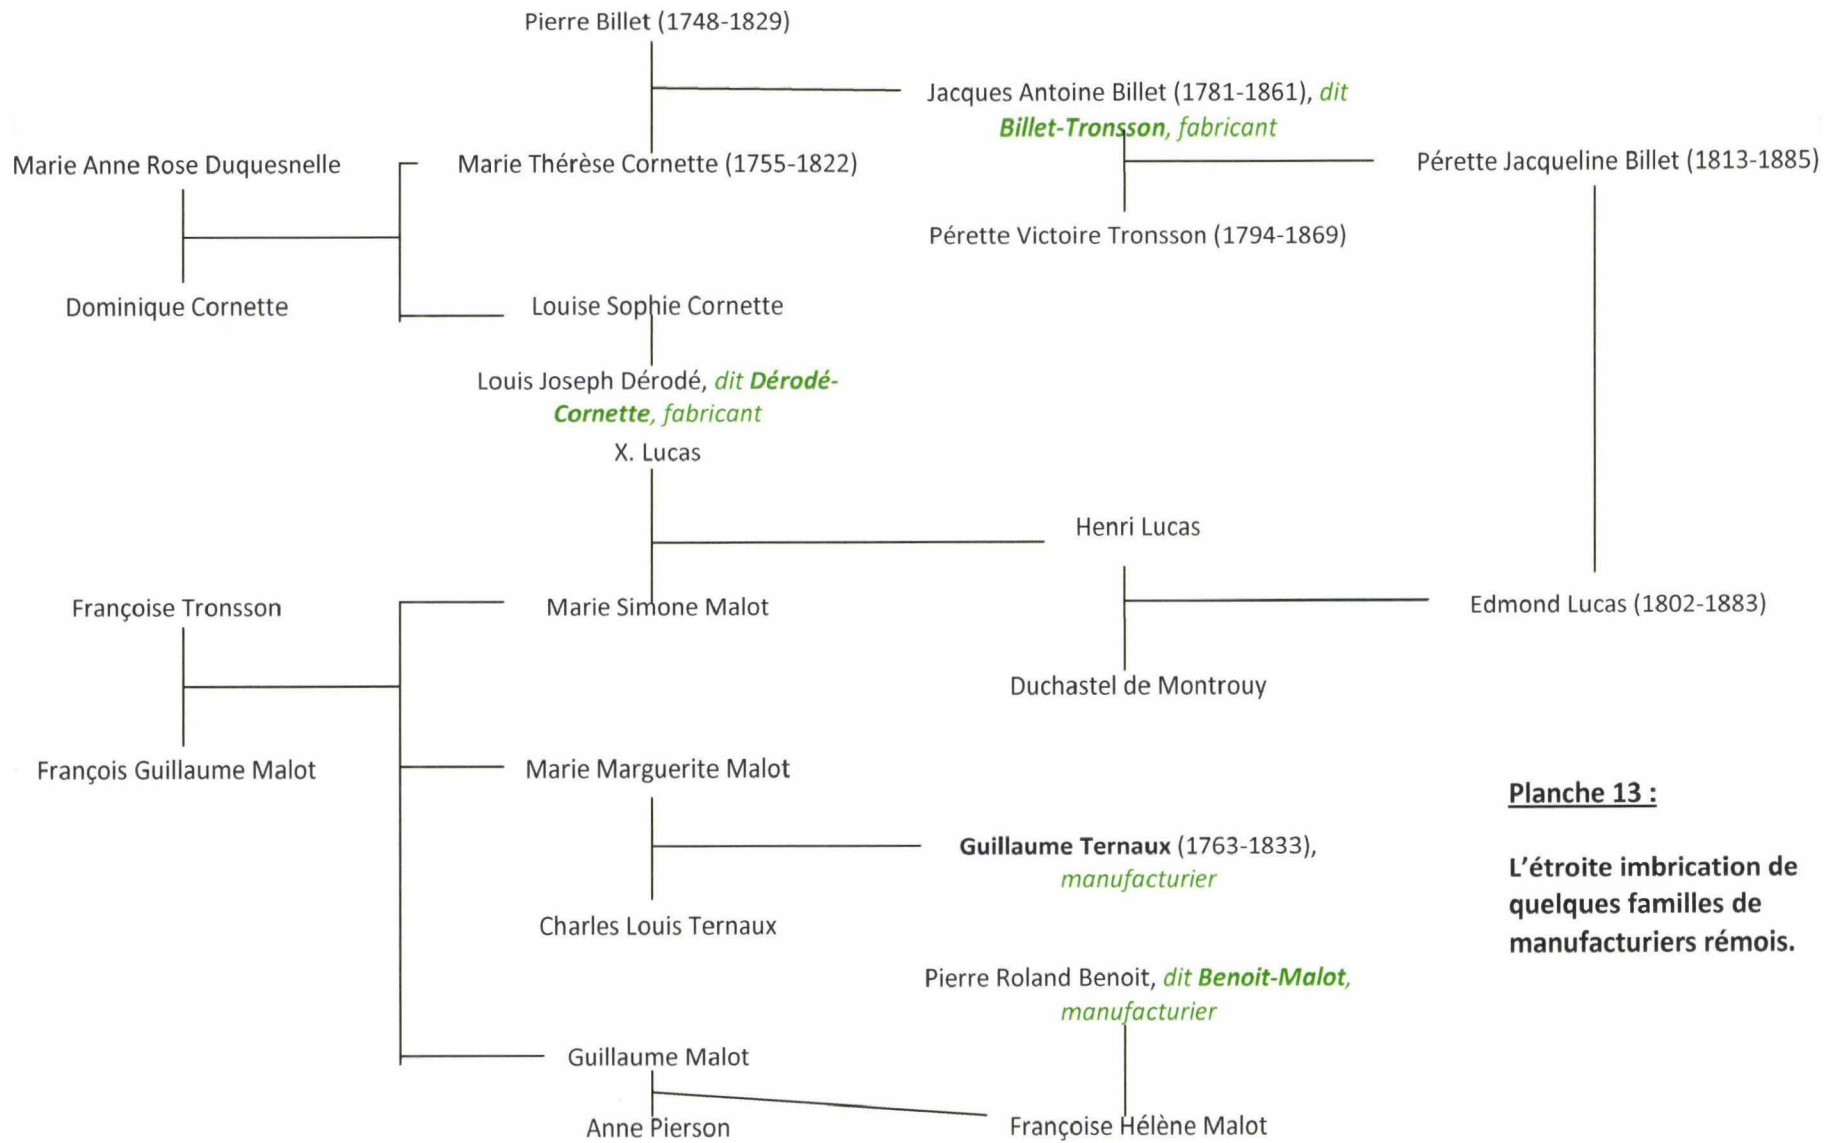 Pierre Billet (1748-1829)
Jacques Antoine Billet (1781-1861), dit
Billet-Tronsson, fabricant
Marie Anne Rose Duquesnelle
Marie Thérèse Cornette (1755-1822)
Pérette Jacqueline Billet (1813-1885)
Pérette Victoire Tronsson (1794-1869)
Dominique Cornette
Louise Sophie Cornette
Louis Joseph Dérodé, dit Dérodé-
Cornette, fabricant
X. Lucas
Henri Lucas
Françoise Tronsson
Marie Simone Malot
Edmond Lucas (1802-1883)
Duchastel de Montrouy
François Guillaume Malot
Marie Marguerite Malot
Planche 13 :
Guillaume Ternaux (1763-1833),
manufacturier
L'étroite imbrication de
quelques familles de
manufacturiers rémois.
Charles Louis Ternaux
Pierre Roland Benoit, dit Benoit-Malot,
manufacturier
Guillaume Malot
Anne Pierson
Françoise Hélène Malot